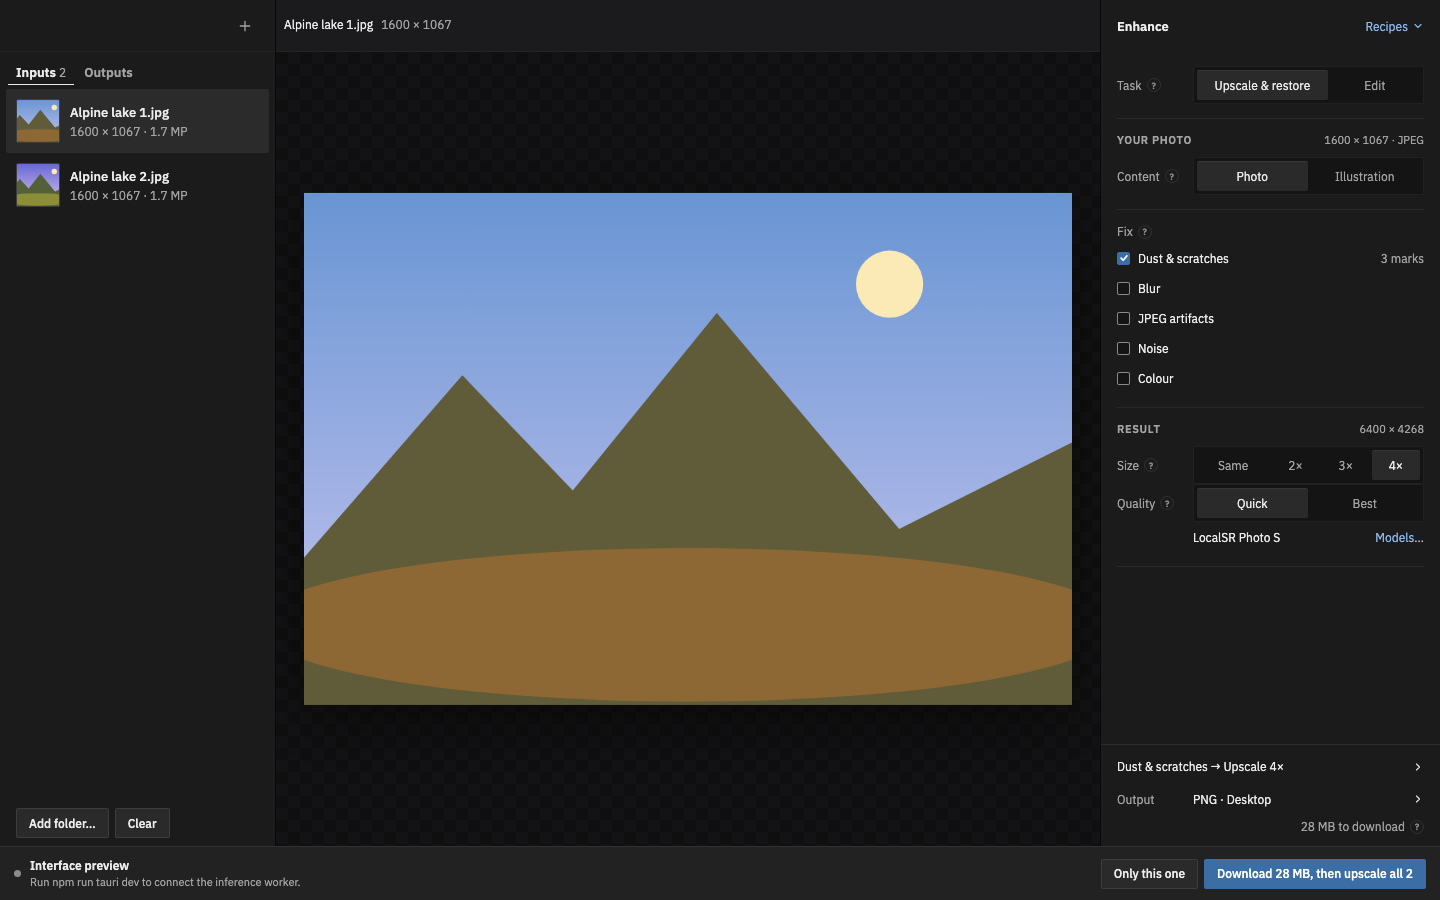 Alpine lake 1.jpg 1600 × 1067
Enhance
Recipes
Inputs 2
Outputs
Alpine lake 1.jpg
1600 × 1067 · 1.7 MP
Alpine lake 2.jpg
1600 × 1067 · 1.7 MP
Add folder...
Clear
Task ?
Upscale & restore
Edit
YOUR PHOTO
1600 × 1067 · JPEG
Content ?
Photo
Illustration
Fix ?
Dust & scratches
3 marks
Blur
JPEG artifacts
Noise
Colour
RESULT
6400 × 4268
Size ?
Same
2×
3×
4×
Quality ?
Quick
Best
LocalSR Photo S
Models...
Dust & scratches → Upscale 4×
Output
PNG · Desktop
28 MB to download ?
Interface preview
Run npm run tauri dev to connect the inference worker.
Only this one
Download 28 MB, then upscale all 2